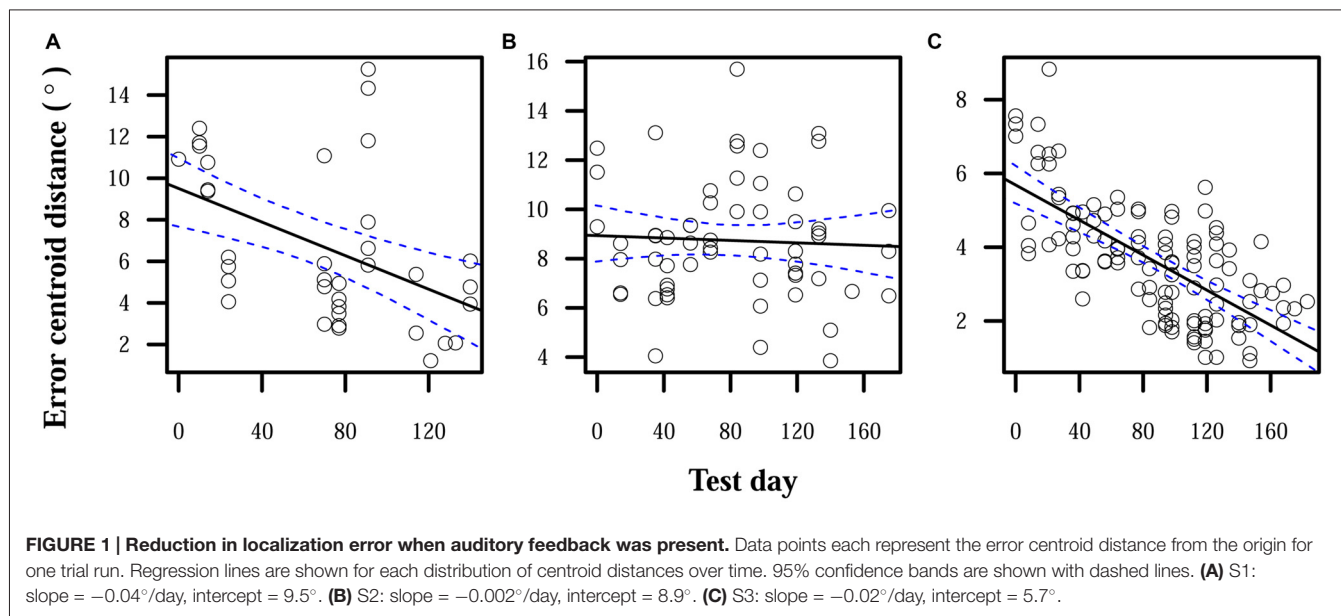 A
B
C
Error centroid distance (°)
14
12
10
8
6
4
2
0 40 80 120
16
14
12
10
8
6
4
0 40 80 120 160
8
6
4
2
0 40 80 120 160
Test day
FIGURE 1 | Reduction in localization error when auditory feedback was present. Data points each represent the error centroid distance from the origin for
one trial run. Regression lines are shown for each distribution of centroid distances over time. 95% confidence bands are shown with dashed lines. (A) S1:
slope = −0.04°/day, intercept = 9.5°. (B) S2: slope = −0.002°/day, intercept = 8.9°. (C) S3: slope = −0.02°/day, intercept = 5.7°.